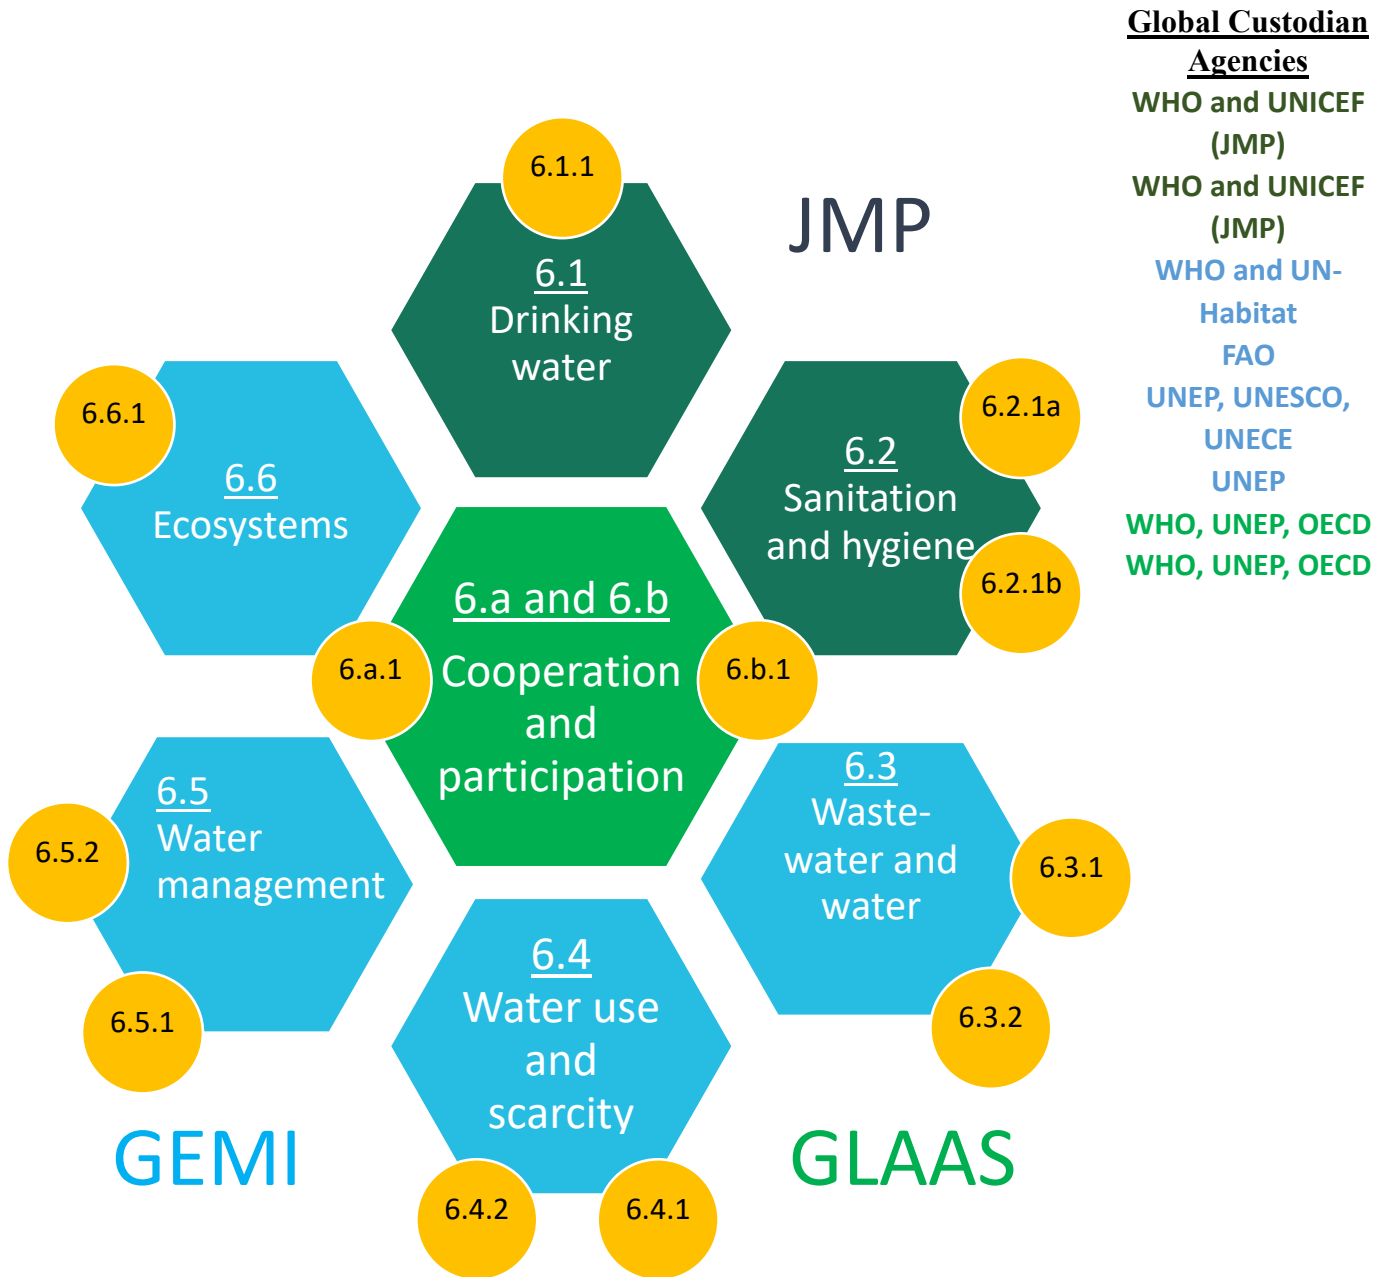 Global Custodian
Agencies
WHO and UNICEF
(JMP)
WHO and UNICEF
(JMP)
WHO and UN-
Habitat
FAO
UNEP, UNESCO,
UNECE
UNEP
WHO, UNEP, OECD
WHO, UNEP, OECD
JMP
6.1.1
6.1
Drinking
water
6.2.1a
6.2
Sanitation
and hygiene
6.2.1b
6.6.1
6.6
Ecosystems
6.a and 6.b
Cooperation
and
participation
6.a.1
6.b.1
6.5
Water
management
6.5.2
6.5.1
6.3
Waste-
water and
water
6.3.1
6.3.2
6.4
Water use
and
scarcity
6.4.2
6.4.1
GEMI
GLAAS